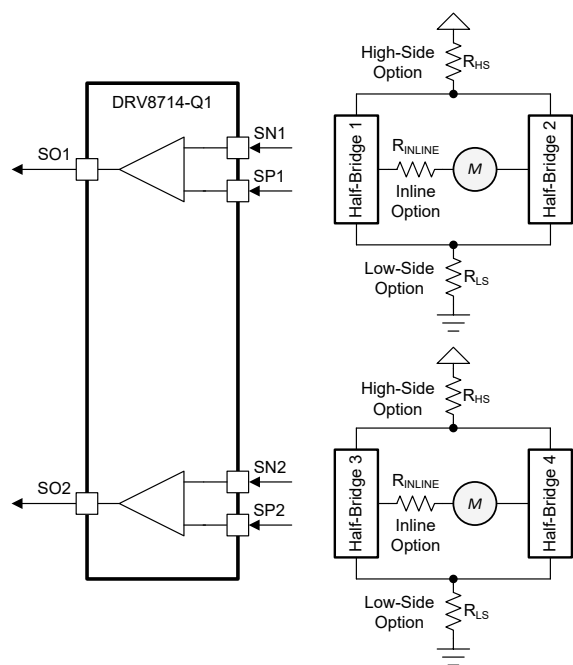 DRV8714-Q1
SO1
SN1
SP1
SO2
SN2
SP2
High-Side
Option
RHS
Half-Bridge 1
RINLINE
Inline
Option
M
Half-Bridge 2
Low-Side
Option
RLS
High-Side
Option
RHS
Half-Bridge 3
RINLINE
Inline
Option
M
Half-Bridge 4
Low-Side
Option
RLS